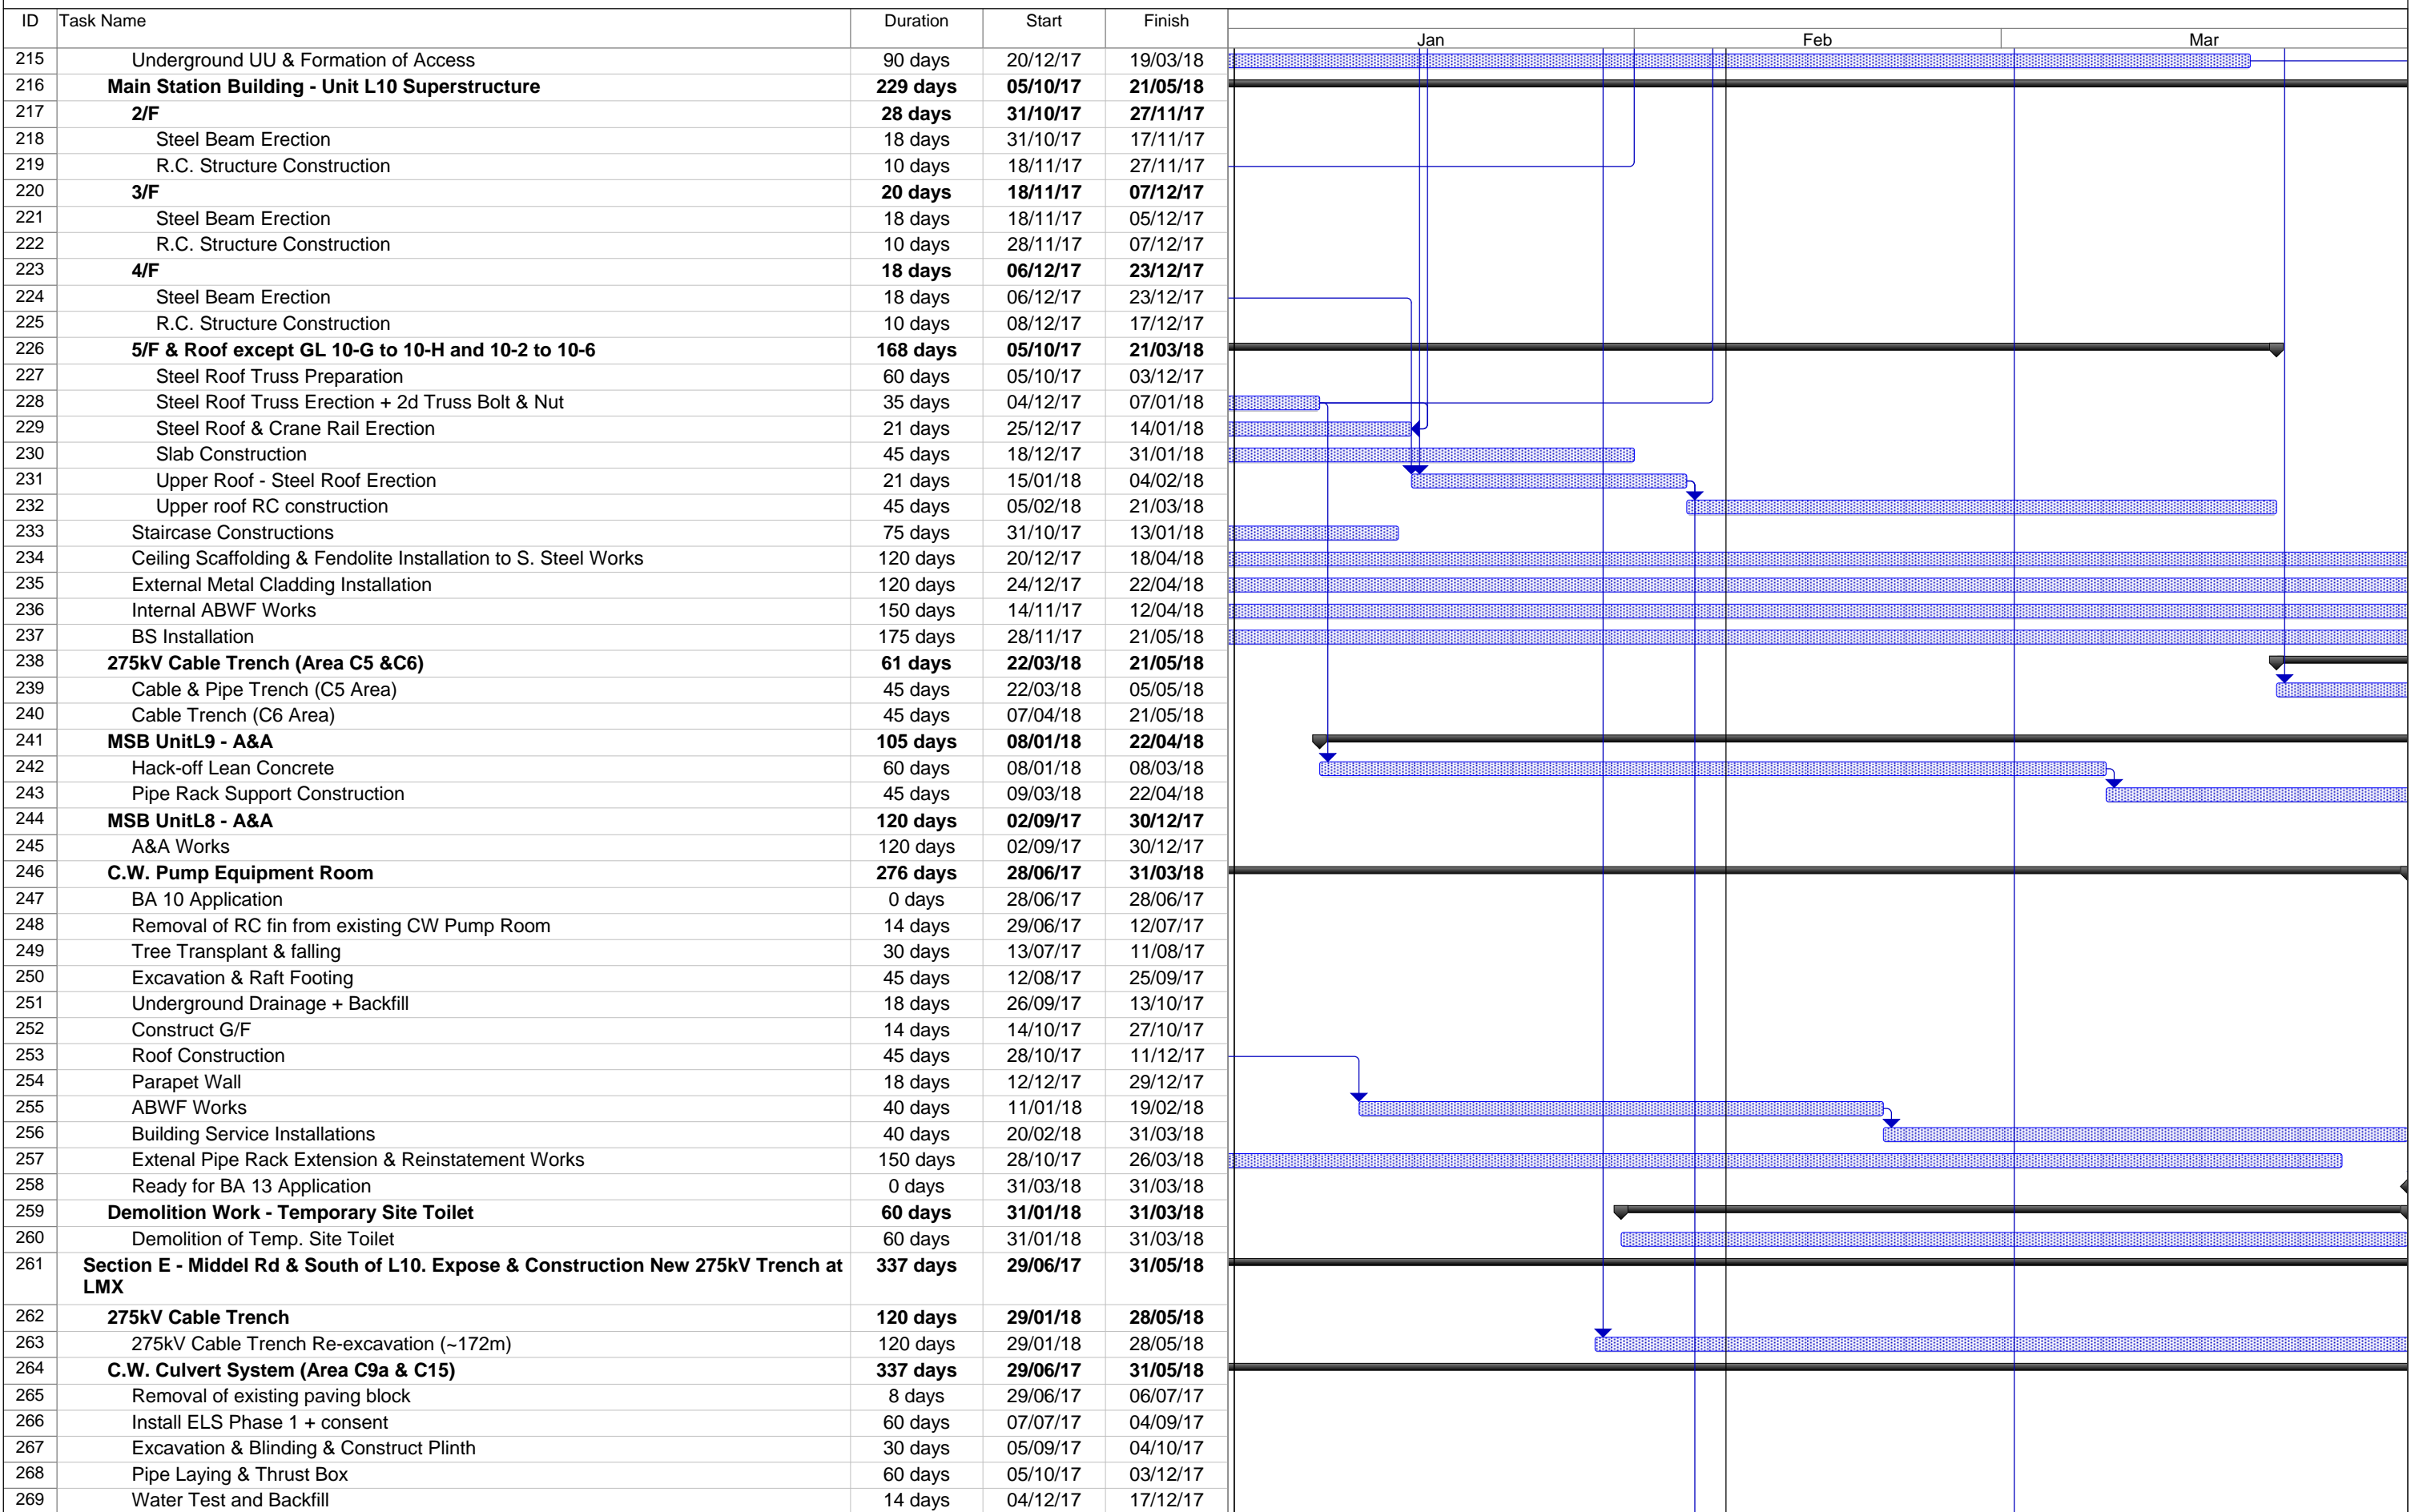 ID Task Name Duration Start Finish
Jan Feb Mar
215 Underground UU & Formation of Access 90 days 20/12/17 19/03/18
216 Main Station Building - Unit L10 Superstructure 229 days 05/10/17 21/05/18
217 2/F 28 days 31/10/17 27/11/17
218 Steel Beam Erection 18 days 31/10/17 17/11/17
219 R.C. Structure Construction 10 days 18/11/17 27/11/17
220 3/F 20 days 18/11/17 07/12/17
221 Steel Beam Erection 18 days 18/11/17 05/12/17
222 R.C. Structure Construction 10 days 28/11/17 07/12/17
223 4/F 18 days 06/12/17 23/12/17
224 Steel Beam Erection 18 days 06/12/17 23/12/17
225 R.C. Structure Construction 10 days 08/12/17 17/12/17
226 5/F & Roof except GL 10-G to 10-H and 10-2 to 10-6 168 days 05/10/17 21/03/18
227 Steel Roof Truss Preparation 60 days 05/10/17 03/12/17
228 Steel Roof Truss Erection + 2d Truss Bolt & Nut 35 days 04/12/17 07/01/18
229 Steel Roof & Crane Rail Erection 21 days 25/12/17 14/01/18
230 Slab Construction 45 days 18/12/17 31/01/18
231 Upper Roof - Steel Roof Erection 21 days 15/01/18 04/02/18
232 Upper roof RC construction 45 days 05/02/18 21/03/18
233 Staircase Constructions 75 days 31/10/17 13/01/18
234 Ceiling Scaffolding & Fendolite Installation to S. Steel Works 120 days 20/12/17 18/04/18
235 External Metal Cladding Installation 120 days 24/12/17 22/04/18
236 Internal ABWF Works 150 days 14/11/17 12/04/18
237 BS Installation 175 days 28/11/17 21/05/18
238 275kV Cable Trench (Area C5 &C6) 61 days 22/03/18 21/05/18
239 Cable & Pipe Trench (C5 Area) 45 days 22/03/18 05/05/18
240 Cable Trench (C6 Area) 45 days 07/04/18 21/05/18
241 MSB UnitL9 - A&A 105 days 08/01/18 22/04/18
242 Hack-off Lean Concrete 60 days 08/01/18 08/03/18
243 Pipe Rack Support Construction 45 days 09/03/18 22/04/18
244 MSB UnitL8 - A&A 120 days 02/09/17 30/12/17
245 A&A Works 120 days 02/09/17 30/12/17
246 C.W. Pump Equipment Room 276 days 28/06/17 31/03/18
247 BA 10 Application 0 days 28/06/17 28/06/17
248 Removal of RC fin from existing CW Pump Room 14 days 29/06/17 12/07/17
249 Tree Transplant & falling 30 days 13/07/17 11/08/17
250 Excavation & Raft Footing 45 days 12/08/17 25/09/17
251 Underground Drainage + Backfill 18 days 26/09/17 13/10/17
252 Construct G/F 14 days 14/10/17 27/10/17
253 Roof Construction 45 days 28/10/17 11/12/17
254 Parapet Wall 18 days 12/12/17 29/12/17
255 ABWF Works 40 days 11/01/18 19/02/18
256 Building Service Installations 40 days 20/02/18 31/03/18
257 Extenal Pipe Rack Extension & Reinstatement Works 150 days 28/10/17 26/03/18
258 Ready for BA 13 Application 0 days 31/03/18 31/03/18
259 Demolition Work - Temporary Site Toilet 60 days 31/01/18 31/03/18
260 Demolition of Temp. Site Toilet 60 days 31/01/18 31/03/18
261 Section E - Middel Rd & South of L10. Expose & Construction New 275kV Trench at 337 days 29/06/17 31/05/18
LMX
262 275kV Cable Trench 120 days 29/01/18 28/05/18
263 275kV Cable Trench Re-excavation (~172m) 120 days 29/01/18 28/05/18
264 C.W. Culvert System (Area C9a & C15) 337 days 29/06/17 31/05/18
265 Removal of existing paving block 8 days 29/06/17 06/07/17
266 Install ELS Phase 1 + consent 60 days 07/07/17 04/09/17
267 Excavation & Blinding & Construct Plinth 30 days 05/09/17 04/10/17
268 Pipe Laying & Thrust Box 60 days 05/10/17 03/12/17
269 Water Test and Backfill 14 days 04/12/17 17/12/17